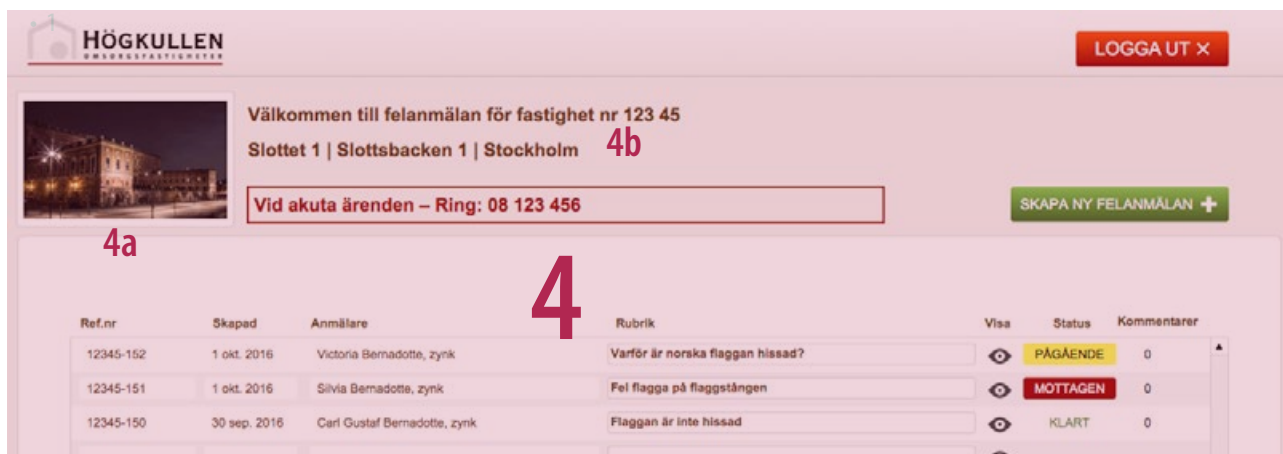 HÖGKULLEN
OMSORGSFASTIGHETER
LOGGA UT ×
Välkommen till felanmälan för fastighet nr 123 45
Slottet 1 | Slottsbacken 1 | Stockholm
4b
Vid akuta ärenden – Ring: 08 123 456
SKAPA NY FELANMÄLAN +
4a
4
Ref.nr Skapad Anmälare Rubrik Visa Status Kommentarer
12345-152 1 okt. 2016 Victoria Bernadotte, zynk Varför är norska flaggan hissad? PÅGÅENDE 0
12345-151 1 okt. 2016 Silvia Bernadotte, zynk Fel flagga på flaggstången MOTTAGEN 0
12345-150 30 sep. 2016 Carl Gustaf Bernadotte, zynk Flaggan är inte hissad KLART 0